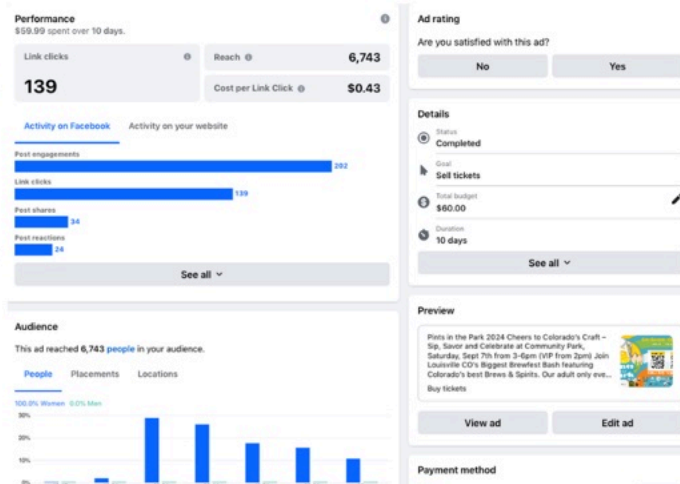 Performance
$59.99 spent over 10 days.
Link clicks
139
Reach
6,743
Cost per Link Click
$0.43
Activity on Facebook
Activity on your website
Post engagements
202
Link clicks
139
Post shares
34
Post reactions
24
See all
Audience
This ad reached 6,743 people in your audience.
People
Placements
Locations
100.0% Women 0.0% Men
30%
20%
10%
0%
Ad rating
Are you satisfied with this ad?
No
Yes
Details
Status
Completed
Goal
Sell tickets
Total budget
$60.00
Duration
10 days
See all
Preview
Pints in the Park 2024 Cheers to Colorado's Craft –
Sip, Savor and Celebrate at Community Park,
Saturday, Sept 7th from 3-6pm (VIP from 2pm) Join
Louisville CO's Biggest Brewfest Bash featuring
Colorado's best Brews & Spirits. Our adult only eve...
Buy tickets
View ad
Edit ad
Payment method